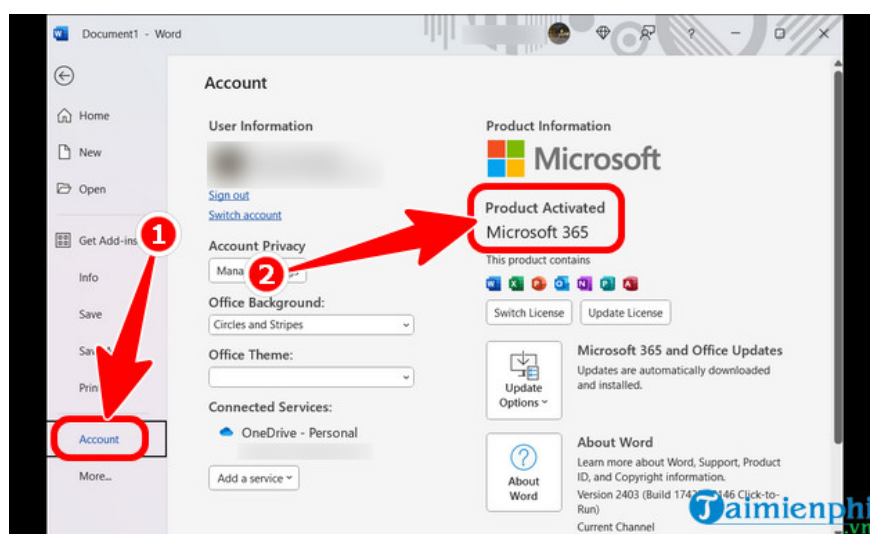 Document1 - Word
?
Account
Home
New
Open
Get Add-ins
Info
Save
Print
Account
More...
User Information
Sign out
Switch account
Account Privacy
Office Background:
Circles and Stripes
Office Theme:
Connected Services:
OneDrive - Personal
Add a service
1
2
Product Information
Microsoft
Product Activated
Microsoft 365
This product contains
Switch License
Update License
Update
Options
Microsoft 365 and Office Updates
Updates are automatically downloaded
and installed.
About
Word
About Word
Learn more about Word, Support, Product
ID, and Copyright information.
Version 2403 (Build Click-to-
Run)
Current Channel
Taimienphi
.vn